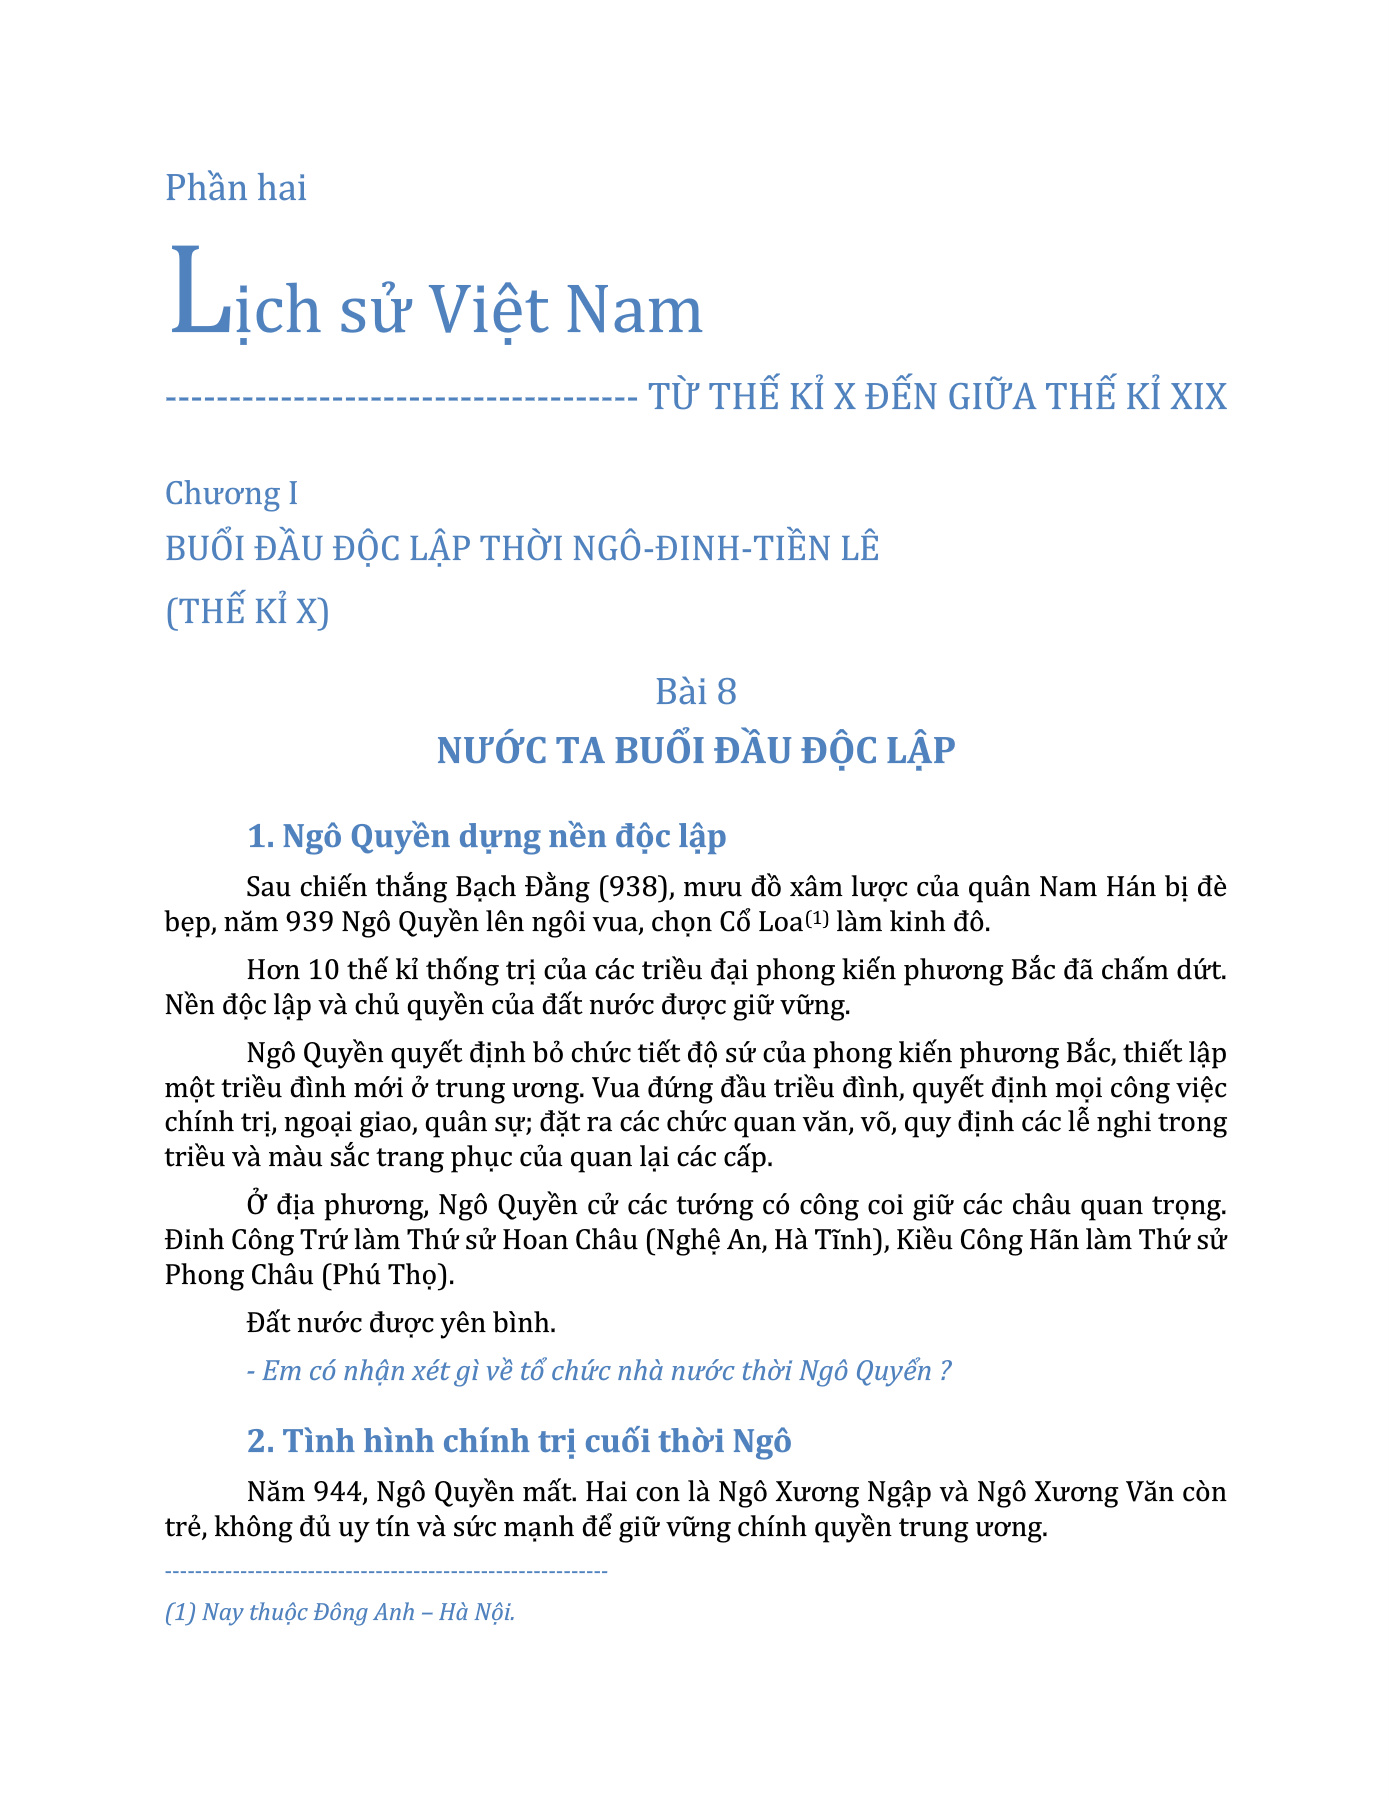 Phần hai
Lịch sử Việt Nam
------------------------------------- TỪ THẾ KỈ X ĐẾN GIỮA THẾ KỈ XIX
Chương I
BUỔI ĐẦU ĐỘC LẬP THỜI NGÔ-ĐINH-TIỀN LÊ
(THẾ KỈ X)
Bài 8
NƯỚC TA BUỔI ĐẦU ĐỘC LẬP
1. Ngô Quyền dựng nền độc lập
Sau chiến thắng Bạch Đằng (938), mưu đồ xâm lược của quân Nam Hán bị đè
bẹp, năm 939 Ngô Quyền lên ngôi vua, chọn Cổ Loa(1) làm kinh đô.
Hơn 10 thế kỉ thống trị của các triều đại phong kiến phương Bắc đã chấm dứt.
Nền độc lập và chủ quyền của đất nước được giữ vững.
Ngô Quyền quyết định bỏ chức tiết độ sứ của phong kiến phương Bắc, thiết lập
một triều đình mới ở trung ương. Vua đứng đầu triều đình, quyết định mọi công việc
chính trị, ngoại giao, quân sự; đặt ra các chức quan văn, võ, quy định các lễ nghi trong
triều và màu sắc trang phục của quan lại các cấp.
Ở địa phương, Ngô Quyền cử các tướng có công coi giữ các châu quan trọng.
Đinh Công Trứ làm Thứ sử Hoan Châu (Nghệ An, Hà Tĩnh), Kiều Công Hãn làm Thứ sử
Phong Châu (Phú Thọ).
Đất nước được yên bình.
- Em có nhận xét gì về tổ chức nhà nước thời Ngô Quyển ?
2. Tình hình chính trị cuối thời Ngô
Năm 944, Ngô Quyền mất. Hai con là Ngô Xương Ngập và Ngô Xương Văn còn
trẻ, không đủ uy tín và sức mạnh để giữ vững chính quyền trung ương.
-----------------------------------------------------------
(1) Nay thuộc Đông Anh – Hà Nội.